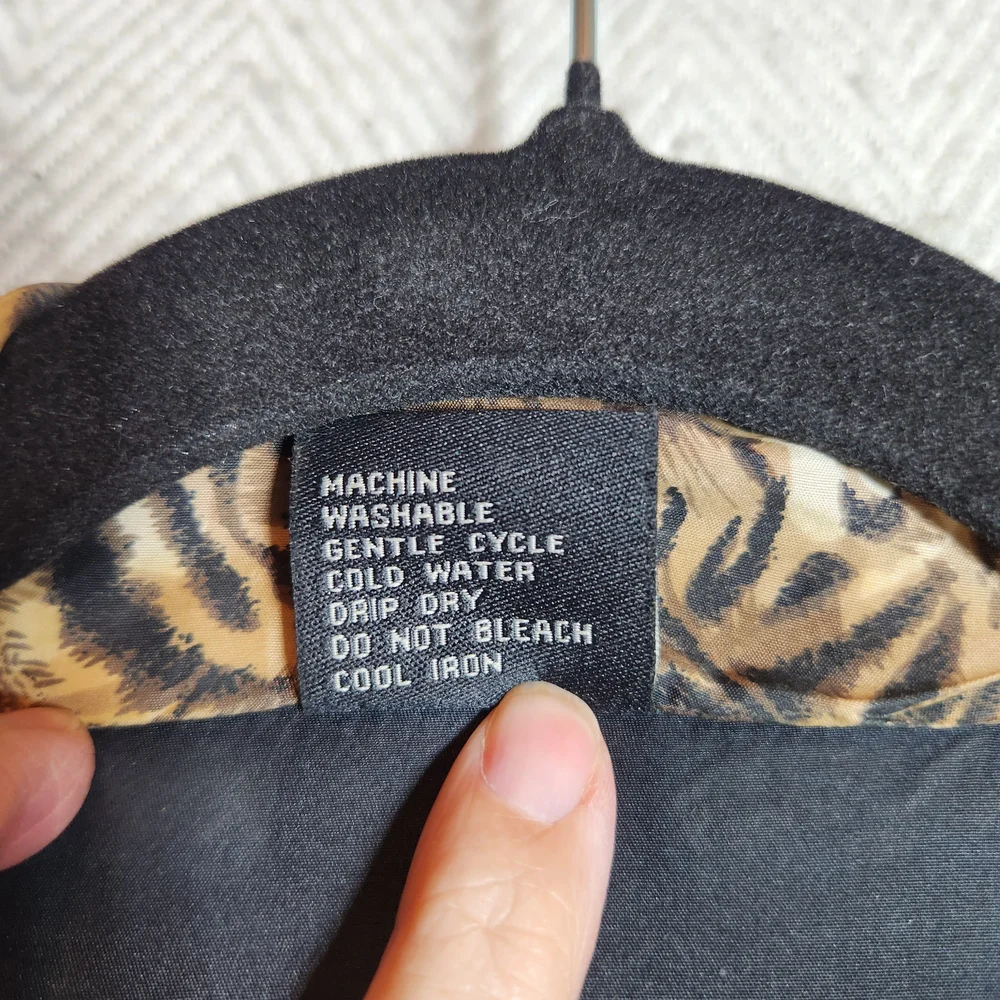 MACHINE
WASHABLE
GENTLE CYCLE
COLD WATER
DRIP DRY
DO NOT BLEACH
COOL IRON